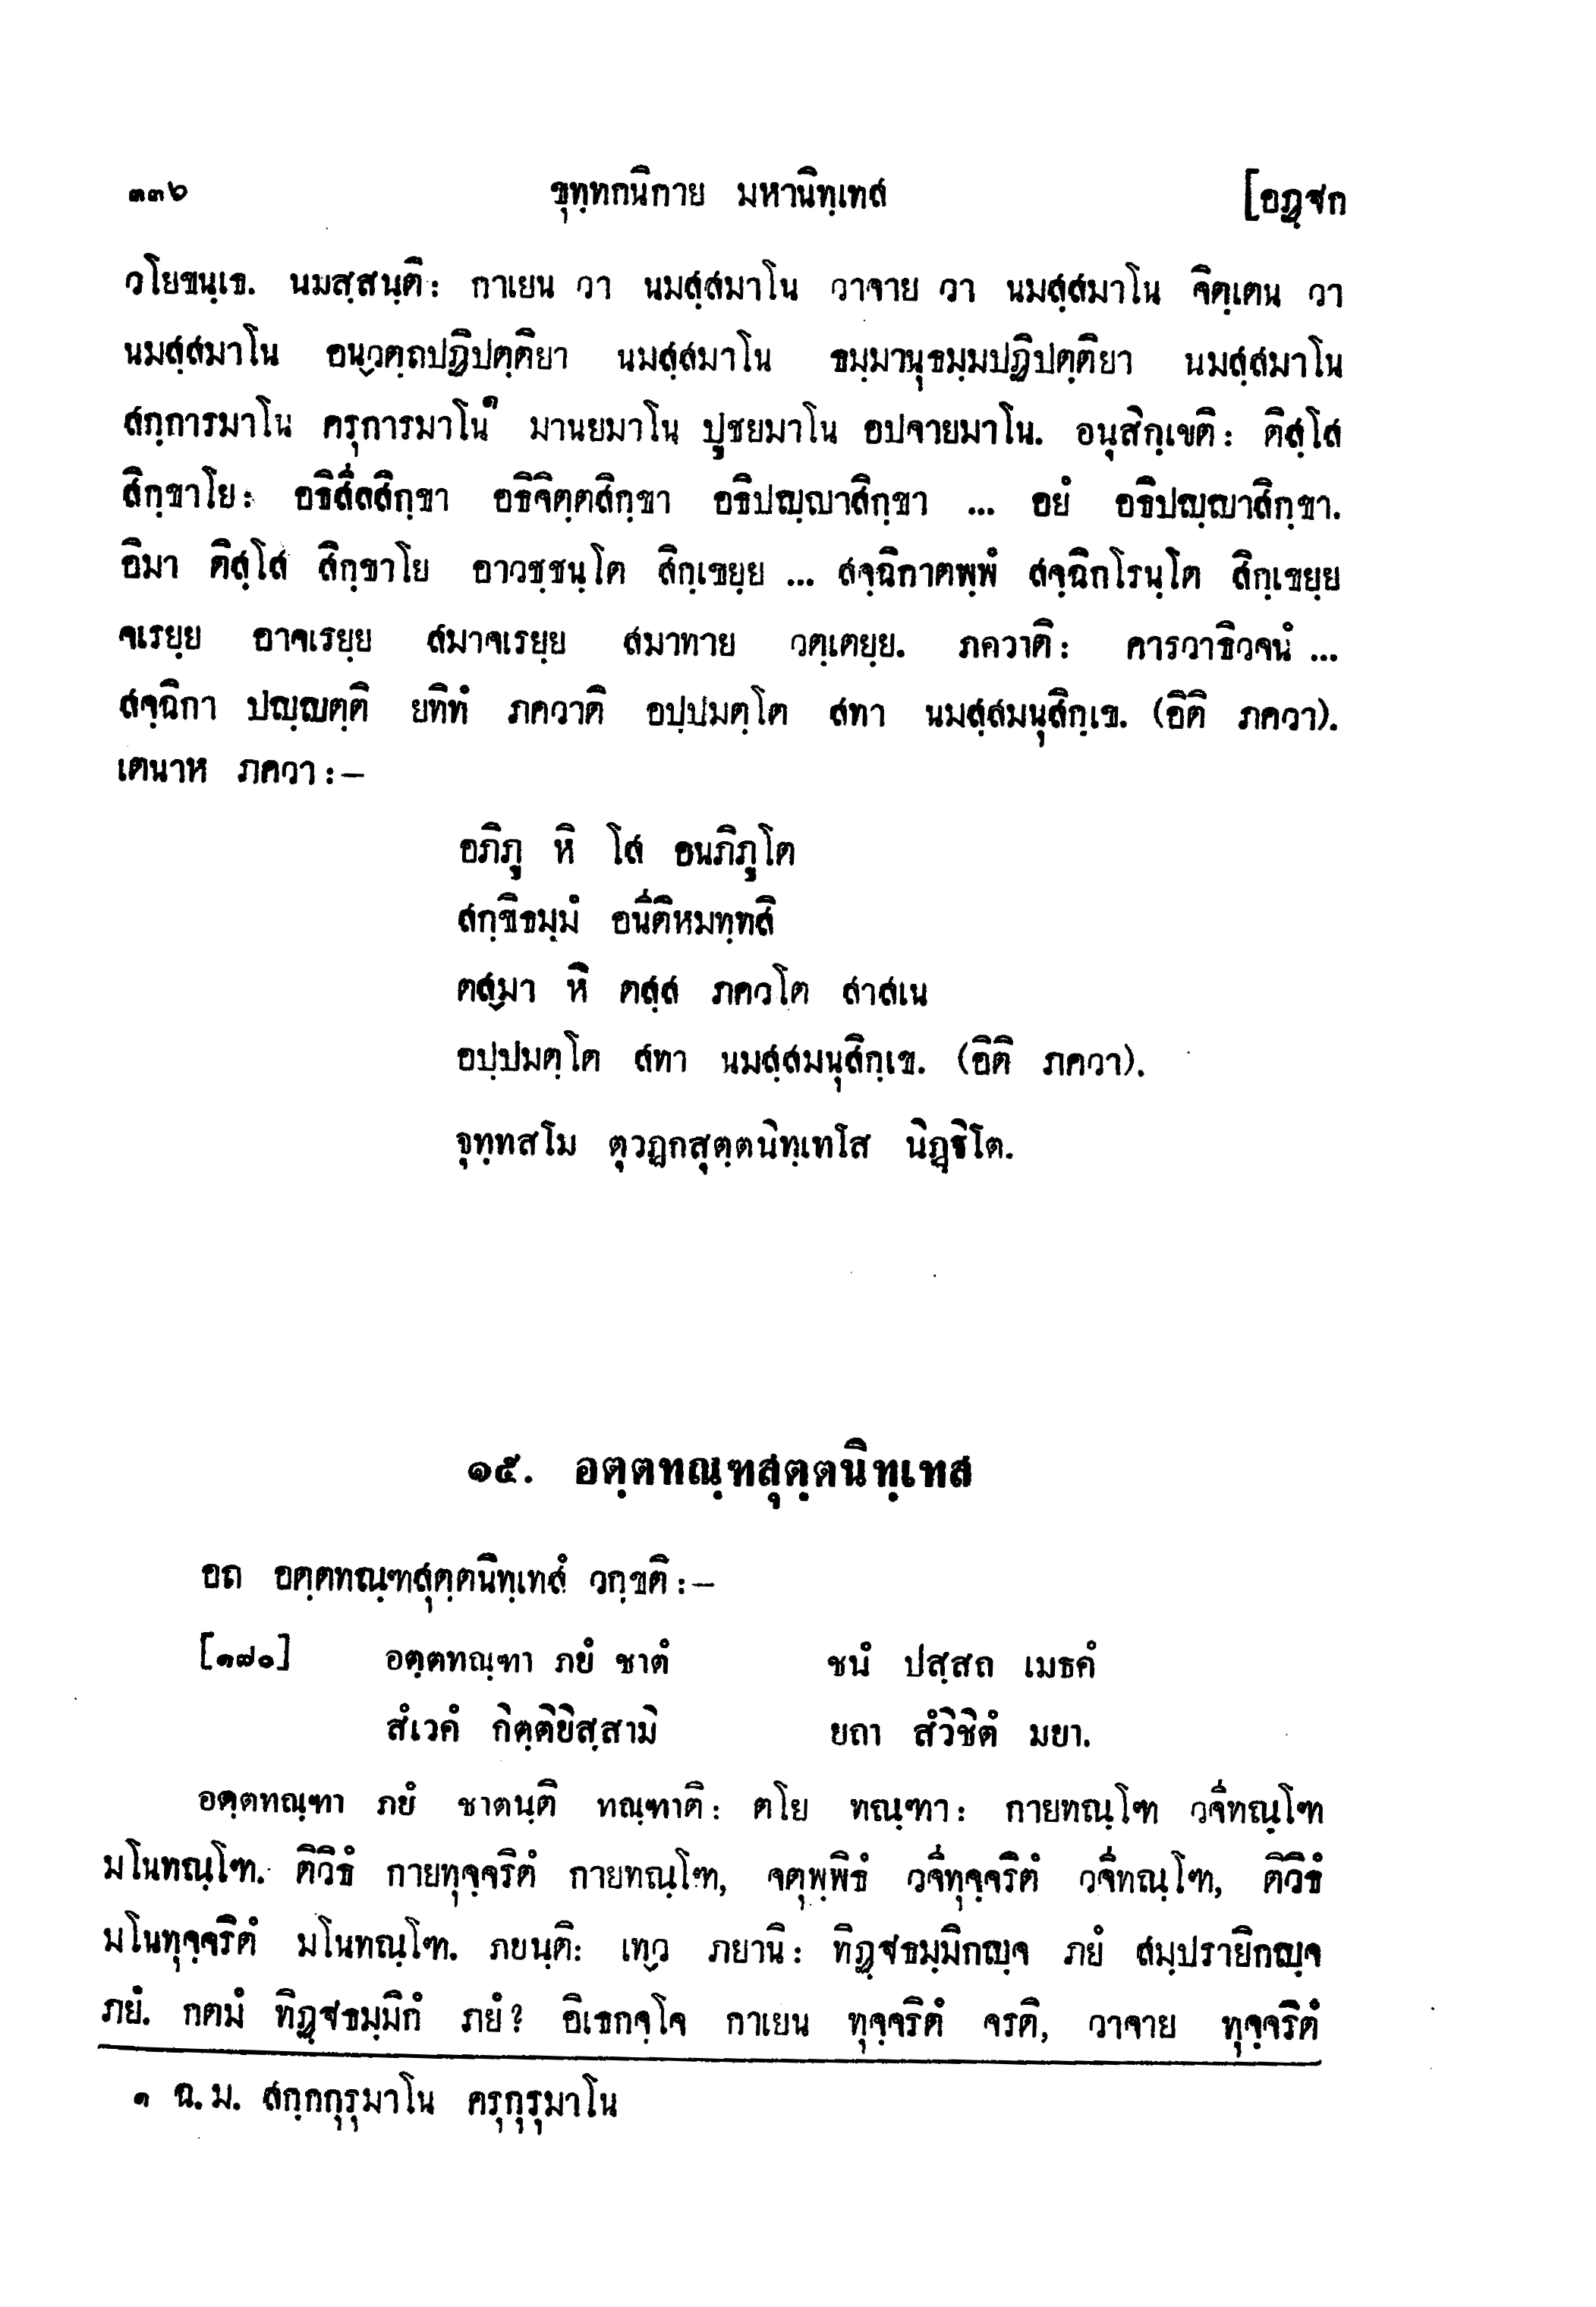 ๓๓๖ ขุทฺทกนิกาย มหานิทฺเทส [อฏฺฐก
วโยขนฺเธ. นมสฺสนฺติ: กาเยน วา นมสฺสมาโน วาจาย วา นมสฺสมาโน จิตฺเตน วา
นมสฺสมาโน อนฺวตฺถปฏิปตฺติยา นมสฺสมาโน ธมฺมานุธมฺมปฏิปตฺติยา นมสฺสมาโน
สกฺการมาโน ครุการมาโน๑ มานยมาโน ปูชยมาโน อปจายมาโน. อนุสิกฺเขติ: ติสฺโส
สิกฺขาโย: อธิสีลสิกฺขา อธิจิตฺตสิกฺขา อธิปญฺญาสิกฺขา ... อยํ อธิปญฺญาสิกฺขา.
อิมา ติสฺโส สิกฺขาโย อาวชฺชนฺโต สิกฺเขยฺย ... สจฺฉิกาตพฺพํ สจฺฉิกโรนฺโต สิกฺเขยฺย
จเรยฺย อาจเรยฺย สมาจเรยฺย สมาทาย วตฺเตยฺย. ภควาติ: คารวาธิวจนํ ...
สจฺฉิกา ปญฺญตฺติ ยทิทํ ภควาติ อปฺปมตฺโต สทา นมสฺสมนุสิกฺเข. (อิติ ภควา).
เตนาห ภควา :–
อภิภู หิ โส อนภิภูโต
สกฺขิธมฺมํ อนีติหมทฺทสิ
ตสฺมา หิ ตสฺส ภควโต สาสเน
อปฺปมตฺโต สทา นมสฺสมนุสิกฺเข. (อิติ ภควา).
จุทฺทสโม ตุวฏกสุตฺตนิทฺเทโส นิฏฺฐิโต.
๑๕. อตฺตทณฺฑสุตฺตนิทฺเทส
อถ อตฺตทณฺฑสุตฺตนิทฺเทสํ วกฺขติ :–
[๑๗๐] อตฺตทณฺฑา ภยํ ชาตํ ชนํ ปสฺสถ เมธคํ
สํเวคํ กิตฺติยิสฺสามิ ยถา สํวิชิตํ มยา.
อตฺตทณฺฑา ภยํ ชาตนฺติ ทณฺฑาติ: ตโย ทณฺฑา: กายทณฺโฑ วจีทณฺโฑ
มโนทณฺโฑ. ติวิธํ กายทุจฺจริตํ กายทณฺโฑ, จตุพฺพิธํ วจีทุจฺจริตํ วจีทณฺโฑ, ติวิธํ
มโนทุจฺจริตํ มโนทณฺโฑ. ภยนฺติ: เทฺว ภยานิ: ทิฏฺฐธมฺมิกญฺจ ภยํ สมฺปรายิกญฺจ
ภยํ. กตมํ ทิฏฺฐธมฺมิกํ ภยํ? อิเธกจฺโจ กาเยน ทุจฺจริตํ จรติ, วาจาย ทุจฺจริตํ
๑ ฉ. ม. สกฺกกุรุมาโน ครุกุรุมาโน